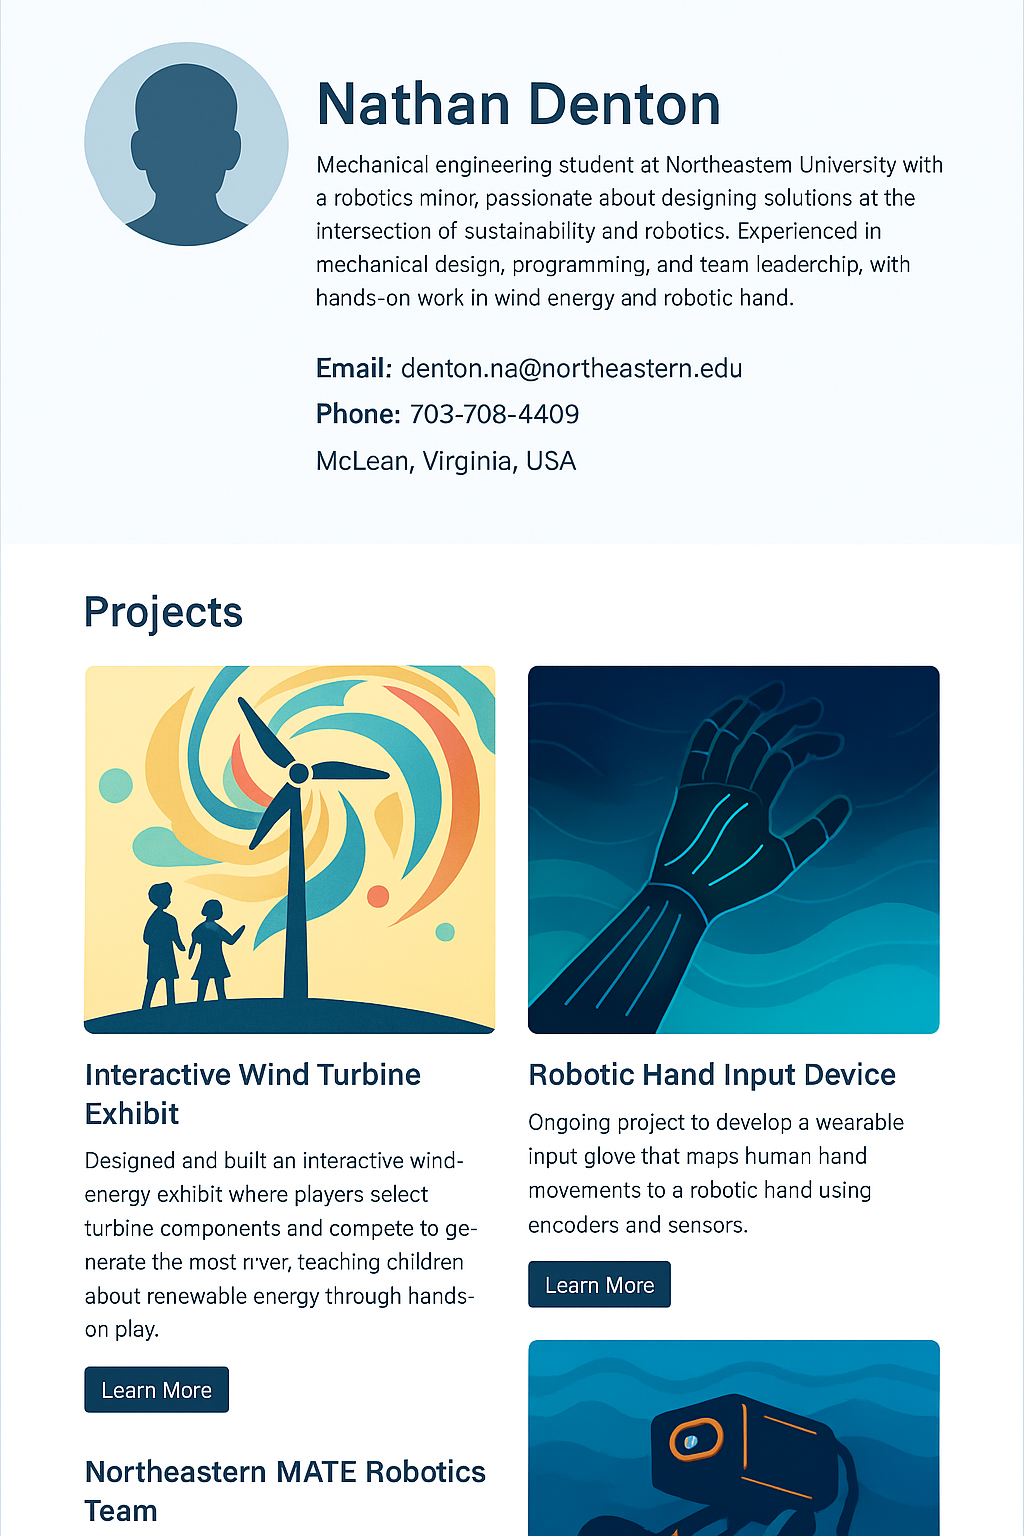 Nathan Denton
Mechanical engineering student at Northeastem University with
a robotics minor, passionate about designing solutions at the
intersection of sustainability and robotics. Experienced in
mechanical design, programming, and team leaderchip, with
hands-on work in wind energy and robotic hand.
Email: denton.na@northeastern.edu
Phone: 703-708-4409
McLean, Virginia, USA
Projects
Interactive Wind Turbine
Exhibit
Designed and built an interactive wind-
energy exhibit where players select
turbine components and compete to ge-
nerate the most, teaching children
about renewable energy through hands-
on play.
Learn More
Robotic Hand Input Device
Ongoing project to develop a wearable
input glove that maps human hand
movements to a robotic hand using
encoders and sensors.
Learn More
Northeastern MATE Robotics
Team